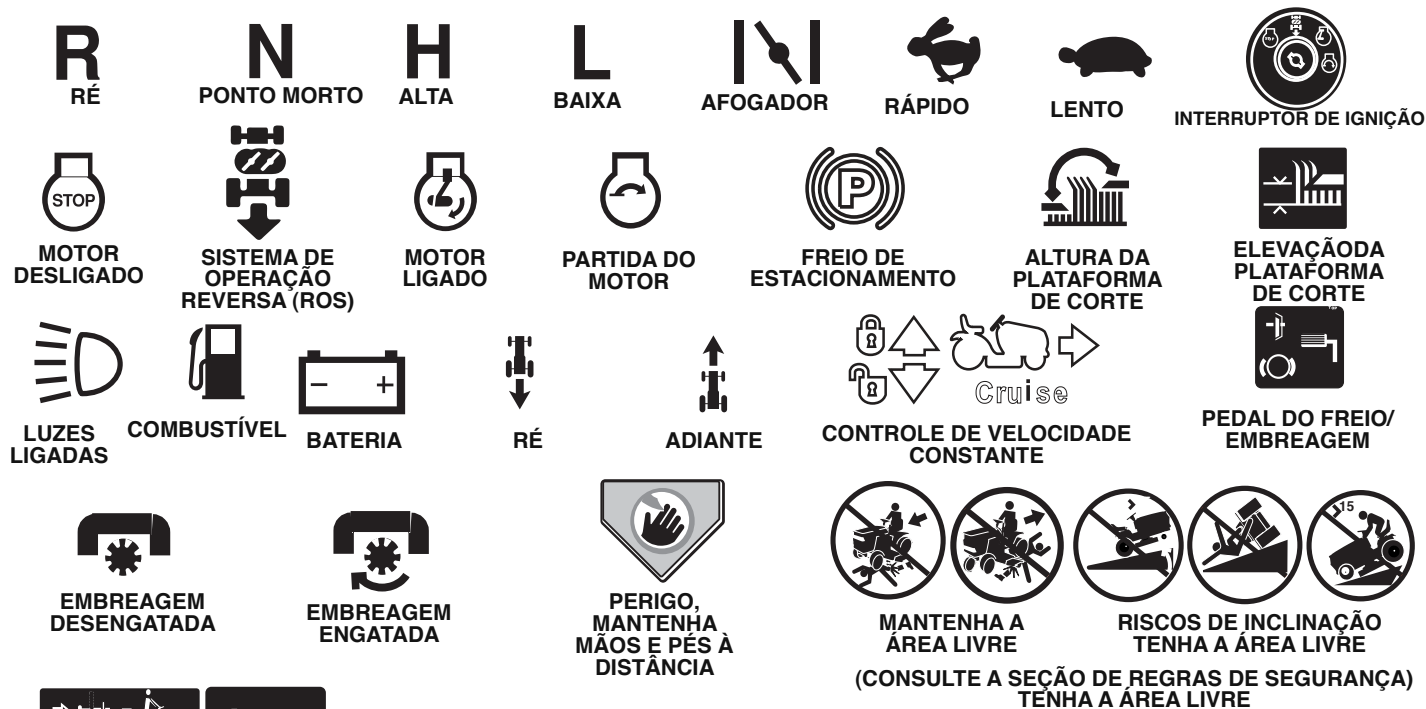 R
N
H
L
RÉ
PONTO MORTO
ALTA
BAIXA
AFOGADOR
RÁPIDO
LENTO
INTERRUPTOR DE IGNIÇÃO
STOP
MOTOR
DESLIGADO
SISTEMA DE
OPERAÇÃO
REVERSA (ROS)
MOTOR
LIGADO
PARTIDA DO
MOTOR
P
FREIO DE
ESTACIONAMENTO
ALTURA DA
PLATAFORMA
DE CORTE
ELEVAÇÃODA
PLATAFORMA
DE CORTE
LUZES
LIGADAS
COMBUSTÍVEL
BATERIA
RÉ
ADIANTE
Cruise
CONTROLE DE VELOCIDADE
CONSTANTE
PEDAL DO FREIO/
EMBREAGEM
EMBREAGEM
DESENGATADA
EMBREAGEM
ENGATADA
PERIGO,
MANTENHA
MÃOS E PÉS À
DISTÂNCIA
MANTENHA A
ÁREA LIVRE
15
RISCOS DE INCLINAÇÃO
TENHA A ÁREA LIVRE
(CONSULTE A SEÇÃO DE REGRAS DE SEGURANÇA)
TENHA A ÁREA LIVRE